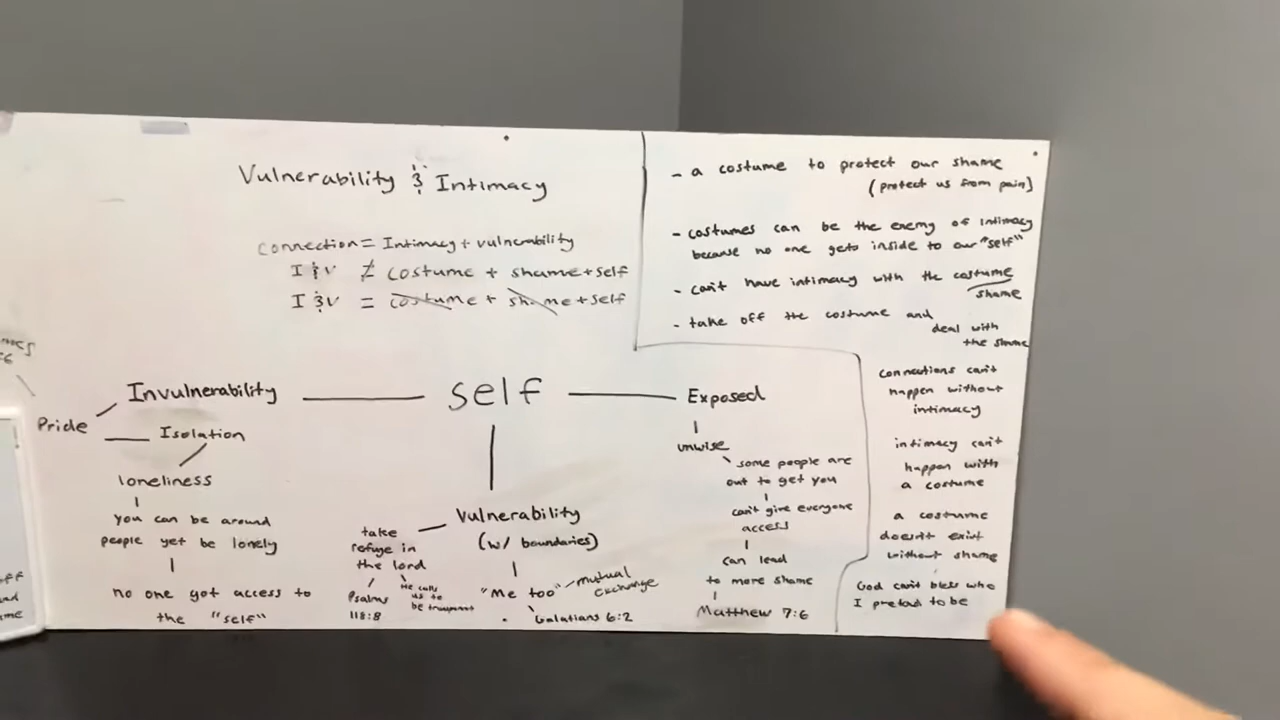 Vulnerability & Intimacy
connection = Intimacy + vulnerability
I & V ≠ costume + shame + self
I & V = costume + shame + self
- a costume to protect our shame
(protect us from pain)
- costumes can be the enemy of intimacy
because no one gets inside to our "self"
- can't have intimacy with the costume
shame
- take off the costume and
deal with
the shame
connections can't
happen without
intimacy
intimacy can't
happen with
a costume
a costume
doesn't exist
without shame
God can't bless who
I pretend to be
self
Invulnerability
Pride
Isolation
loneliness
you can be around
people yet be lonely
no one got access to
the "self"
Vulnerability
(w/ boundaries)
take
refuge in
the lord
Psalms
118:8
He calls
us to
be transparent
"Me too"
mutual
exchange
Galatians 6:2
Exposed
unwise
some people are
out to get you
can't give everyone
access
can lead
to more shame
Matthew 7:6